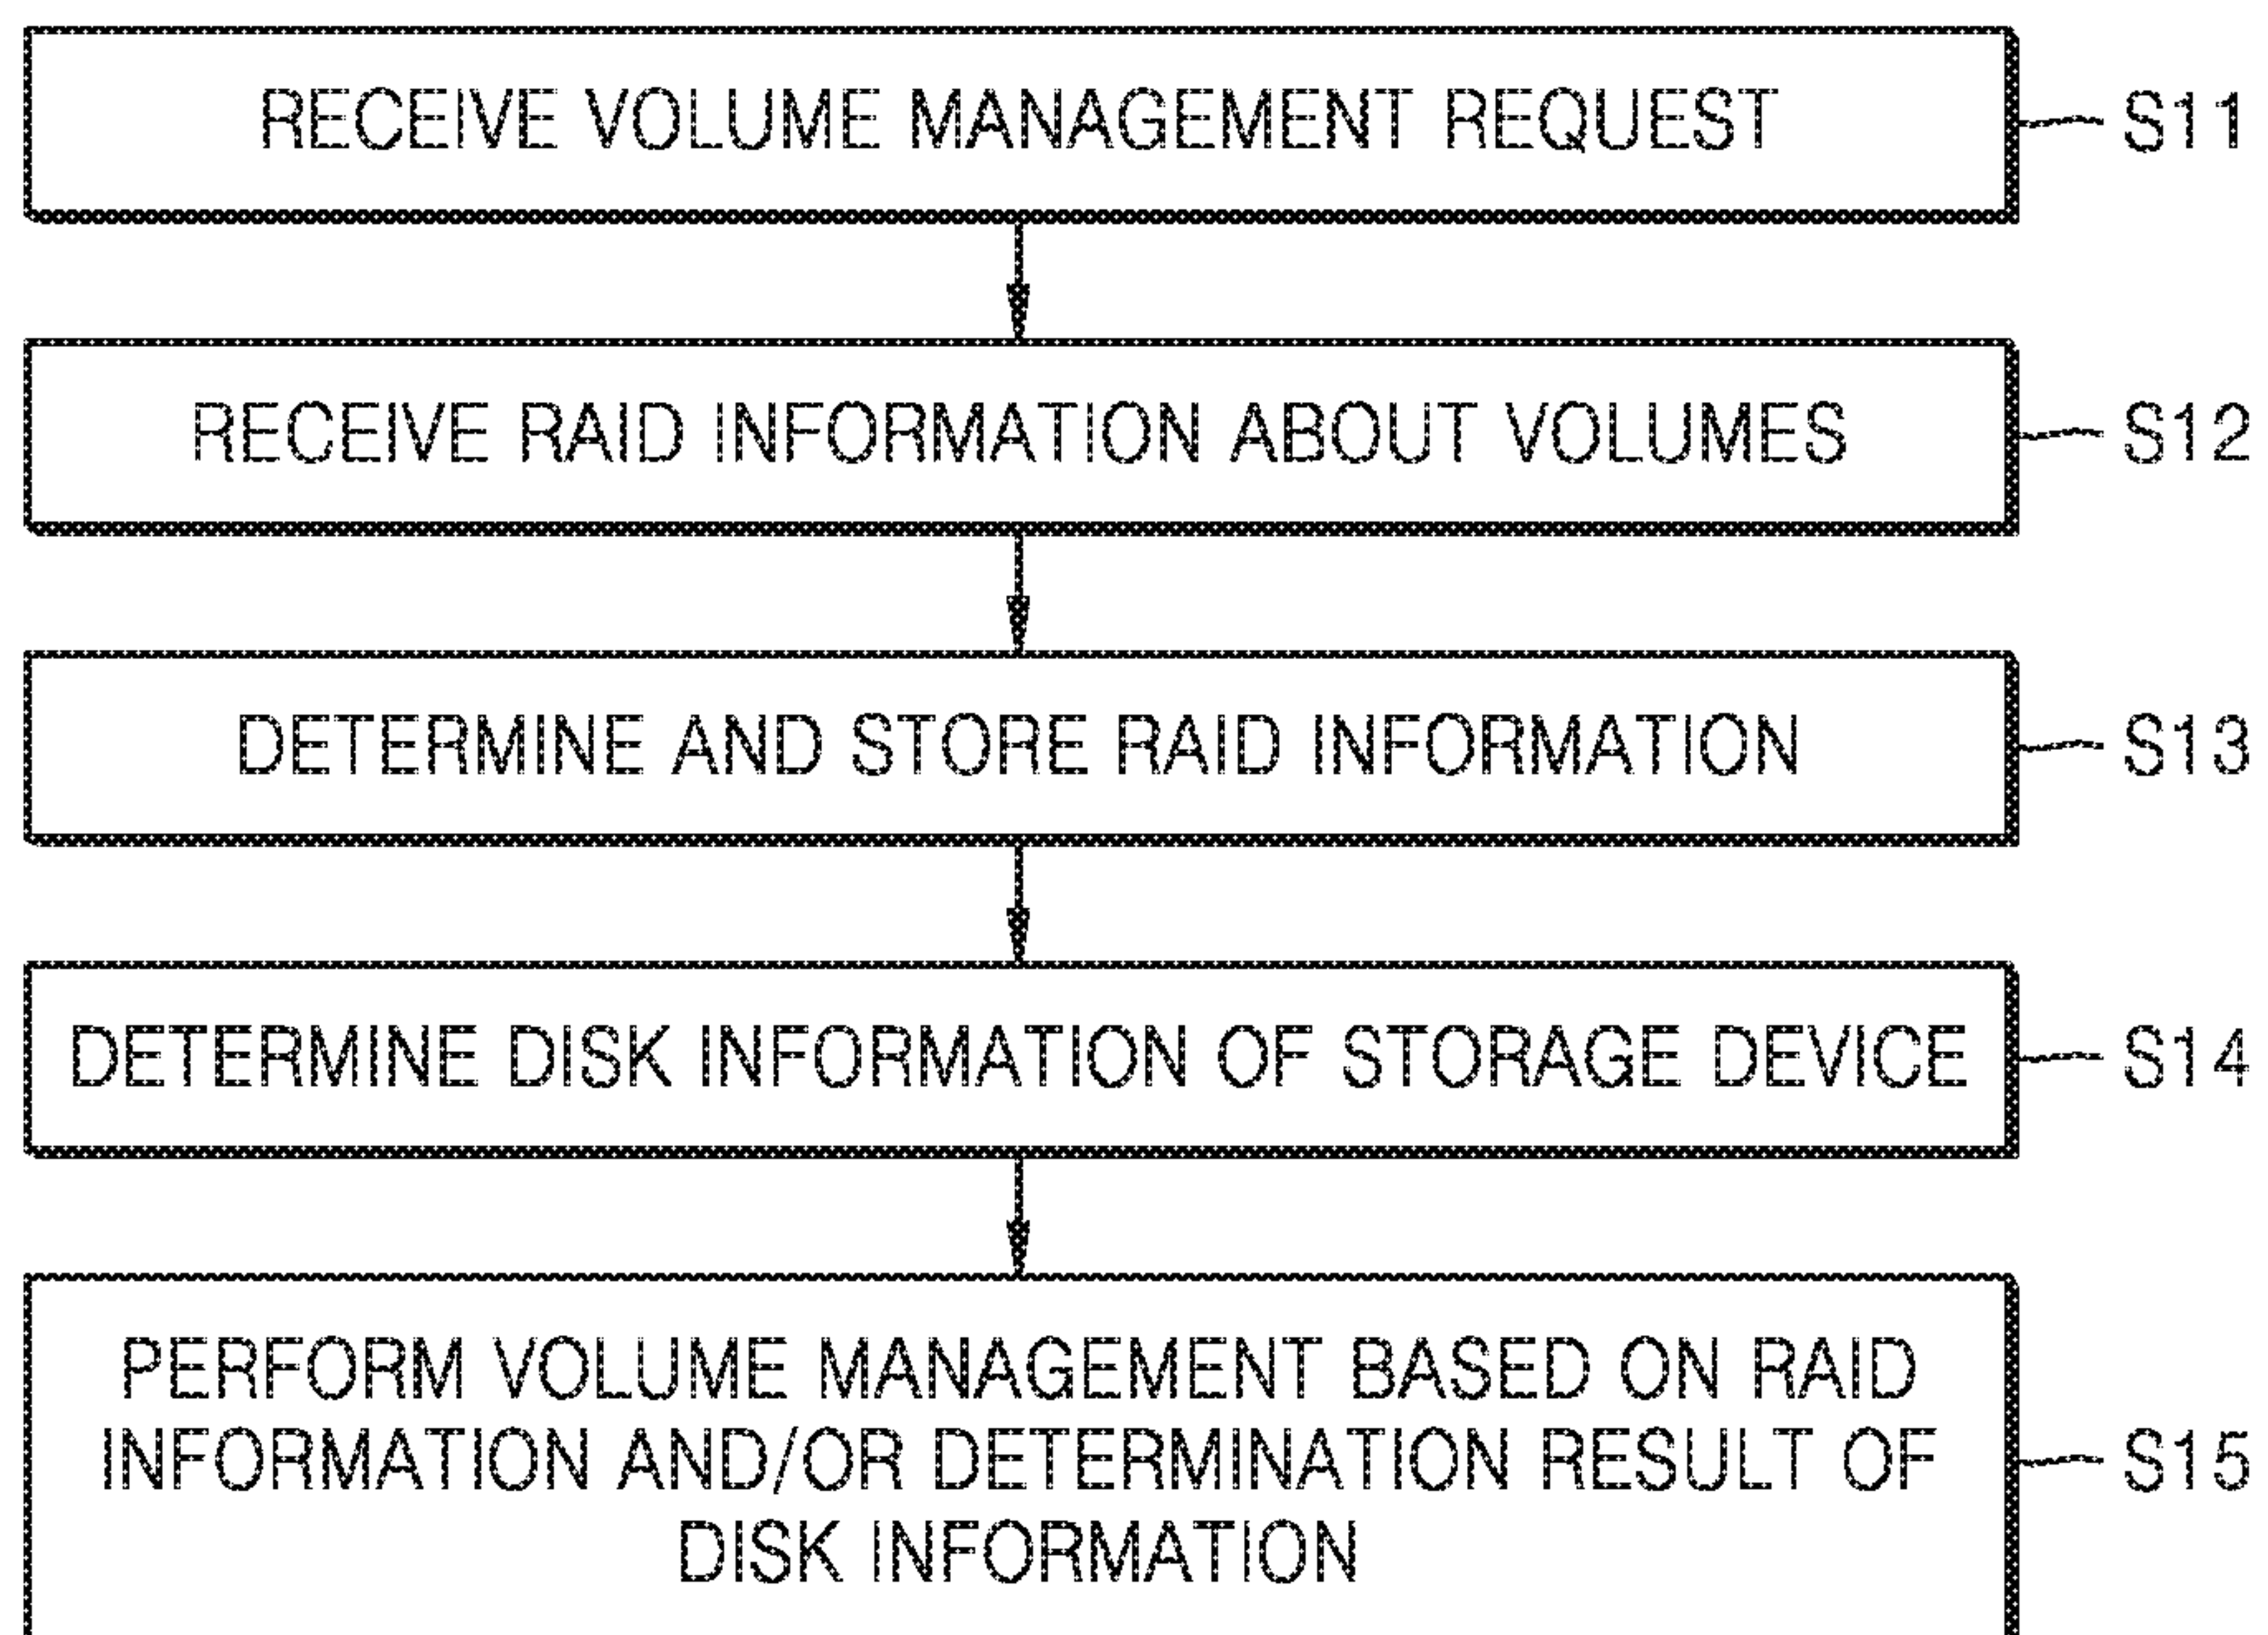 RECEIVE VOLUME MANAGEMENT REQUEST
S11
RECEIVE RAID INFORMATION ABOUT VOLUMES
S12
DETERMINE AND STORE RAID INFORMATION
S13
DETERMINE DISK INFORMATION OF STORAGE DEVICE
S14
PERFORM VOLUME MANAGEMENT BASED ON RAID
INFORMATION AND/OR DETERMINATION RESULT OF
DISK INFORMATION
S15